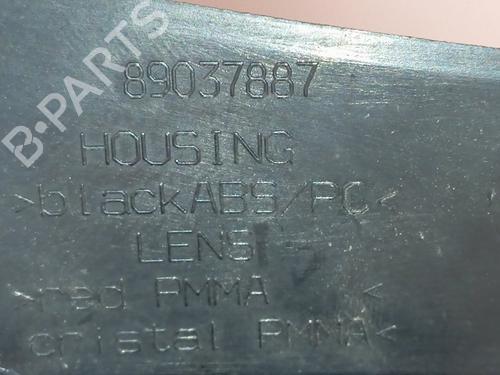 B-PARTS
89037887
HOUSING
>blackABS/PC<
LENS
>red PMMA <
cristal PMMA<